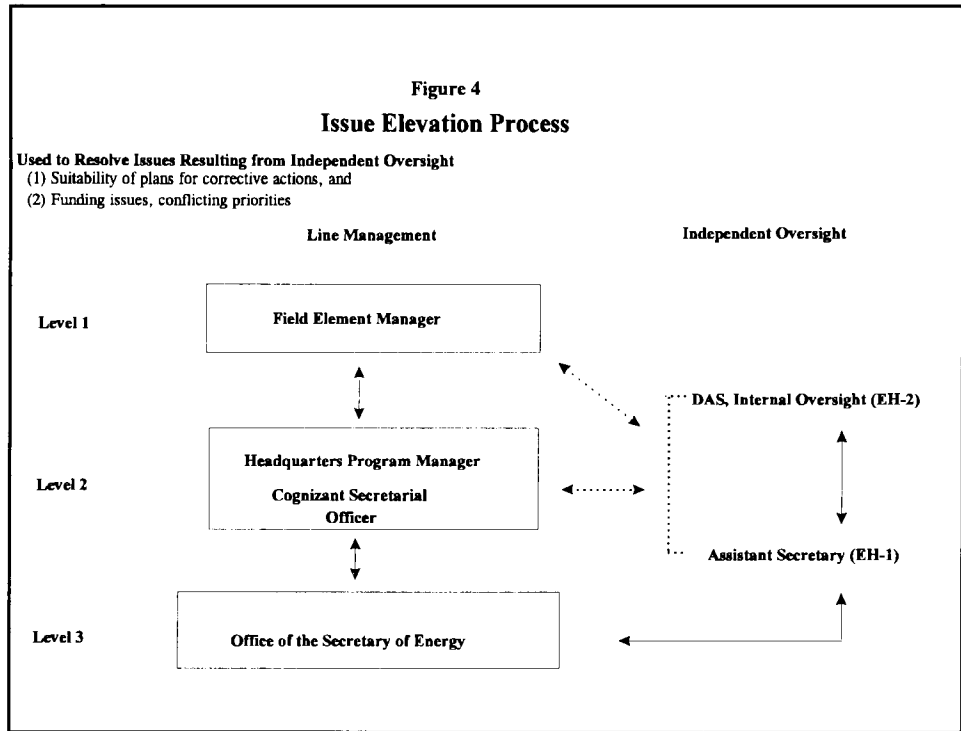 Figure 4
Issue Elevation Process
Used to Resolve Issues Resulting from Independent Oversight
(1) Suitability of plans for corrective actions, and
(2) Funding issues, conflicting priorities
Line Management
Independent Oversight
Level 1
Field Element Manager
DAS, Internal Oversight (EH-2)
Level 2
Headquarters Program Manager
Cognizant Secretarial
Officer
Assistant Secretary (EH-1)
Level 3
Office of the Secretary of Energy